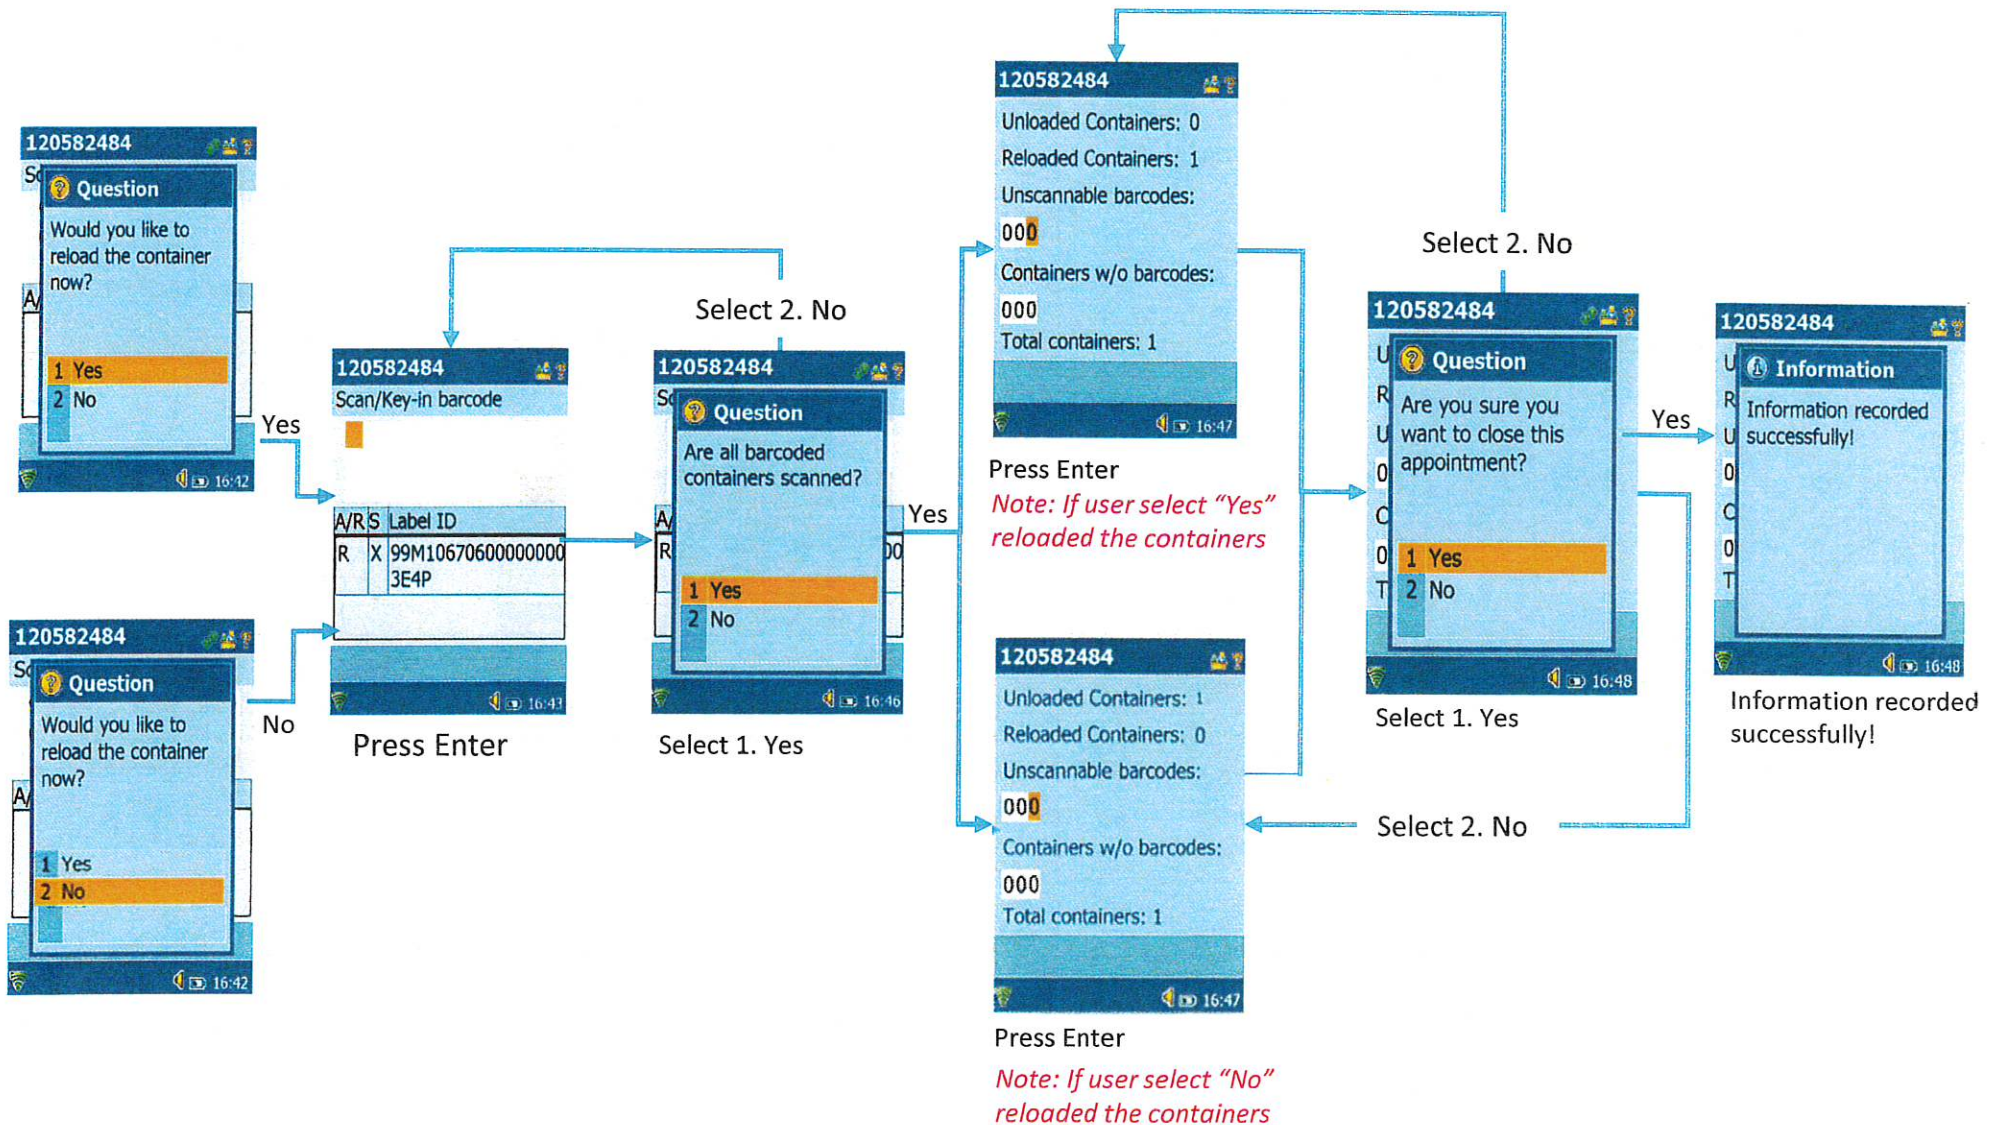 120582484
Sc
Question
Would you like to
reload the container
now?
A/
1 Yes
2 No
16:42
Yes
120582484
Sc
Question
Would you like to
reload the container
now?
A/
1 Yes
2 No
16:42
No
120582484
Scan/Key-in barcode
A/R S Label ID
R X 99M10670600000000
3E4P
16:43
Press Enter
Select 2. No
120582484
Sc
Question
Are all barcoded
containers scanned?
A/
R 00
1 Yes
2 No
16:46
Select 1. Yes
Yes
120582484
Unloaded Containers: 0
Reloaded Containers: 1
Unscannable barcodes:
000
Containers w/o barcodes:
000
Total containers: 1
16:47
Press Enter
Note: If user select “Yes”
reloaded the containers
120582484
Unloaded Containers: 1
Reloaded Containers: 0
Unscannable barcodes:
000
Containers w/o barcodes:
000
Total containers: 1
16:47
Press Enter
Note: If user select “No”
reloaded the containers
Select 2. No
120582484
U
Question
R
Are you sure you
U
want to close this
appointment?
0
C
0
T
1 Yes
2 No
16:48
Select 1. Yes
Select 2. No
Yes
120582484
U
Information
R
Information recorded
U
successfully!
0
C
0
T
16:48
Information recorded
successfully!